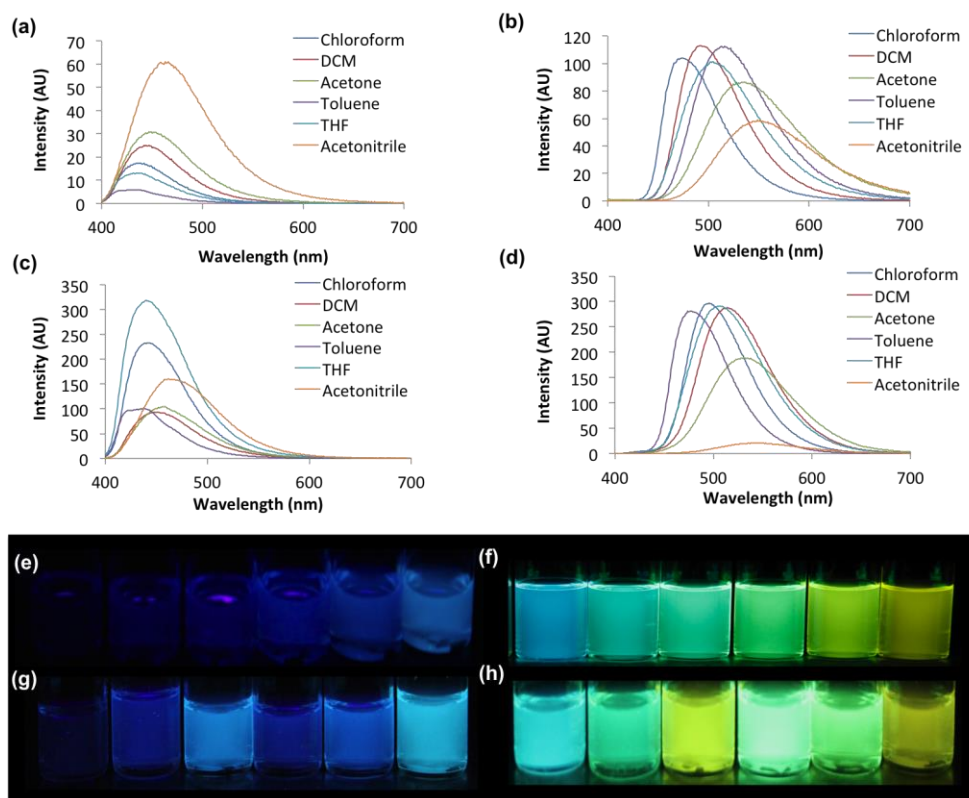 (a)
70
60
50
40
30
20
10
0
Intensity (AU)
400 500 600 700
Wavelength (nm)
Chloroform
DCM
Acetone
Toluene
THF
Acetonitrile
(b)
120
100
80
60
40
20
0
Intensity (AU)
400 500 600 700
Wavelength (nm)
Chloroform
DCM
Acetone
Toluene
THF
Acetonitrile
(c)
350
300
250
200
150
100
50
0
Intensity (AU)
400 500 600 700
Wavelength (nm)
Chloroform
DCM
Acetone
Toluene
THF
Acetonitrile
(d)
350
300
250
200
150
100
50
0
Intensity (AU)
400 500 600 700
Wavelength (nm)
Chloroform
DCM
Acetone
Toluene
THF
Acetonitrile
(e)
(f)
(g)
(h)